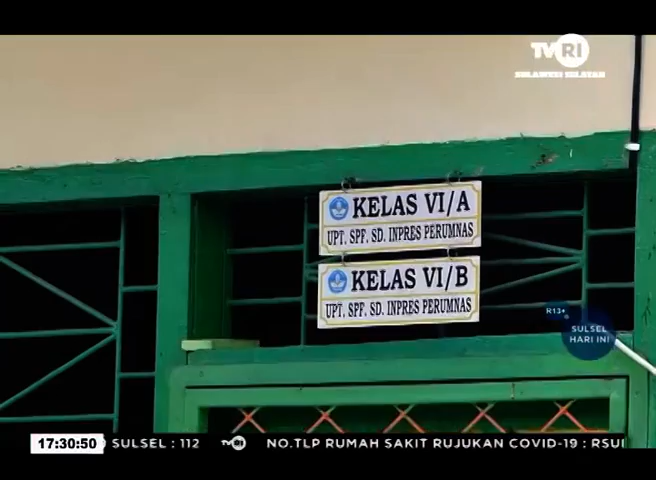 TVRI
SULAWESI SELATAN
KELAS VI/A
UPT. SPF. SD. INPRES PERUMNAS
KELAS VI/B
UPT. SPF. SD. INPRES PERUMNAS
R13+
SULSEL
HARI INI
17:30:50
SULSEL : 112 TVRI NO.TLP RUMAH SAKIT RUJUKAN COVID-19 : RSUI